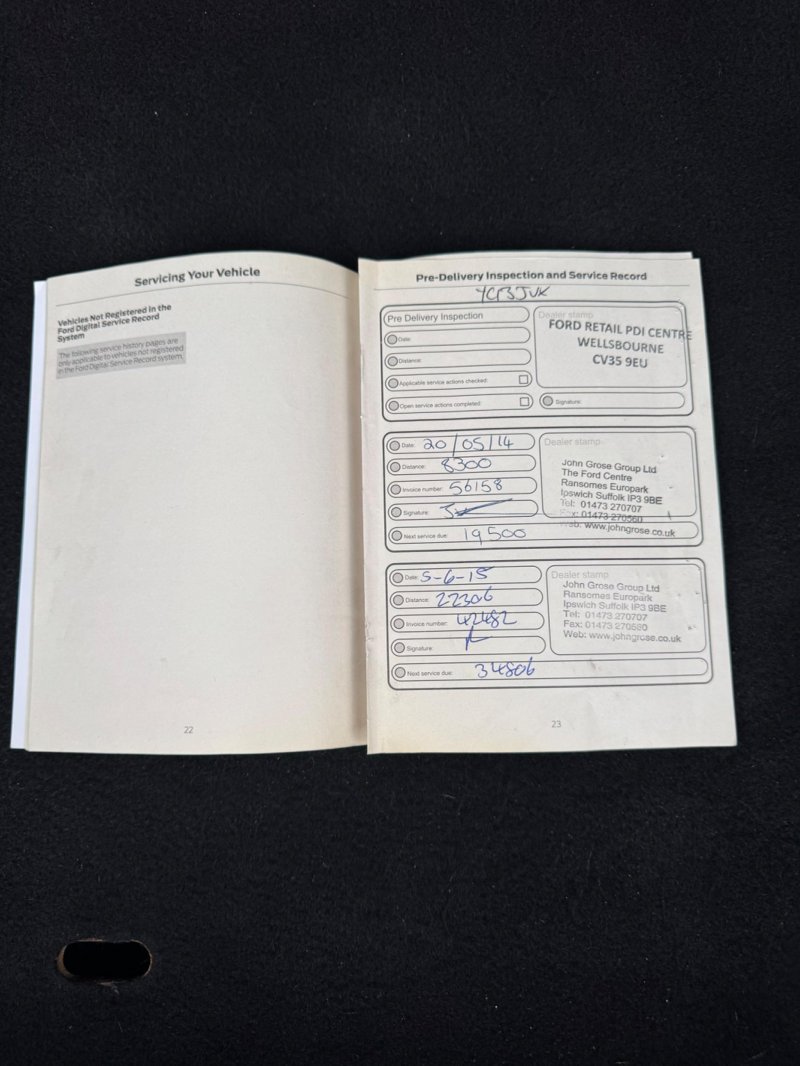 Servicing Your Vehicle
Vehicles Not Registered in the
Ford Digital Service Record
System
The following service history pages are
only applicable to vehicles not registered
in the Ford Digital Service Record system.
22
Pre-Delivery Inspection and Service Record
Pre Delivery Inspection
Date:
Distance:
Applicable service actions checked:
Open service actions completed:
Dealer stamp
FORD RETAIL PDI CENTRE
WELLSBOURNE
CV35 9EU
Signature:
Date: 20/05/14
Distance: 8300
Invoice number: 56158
Signature:
Next service due: 19500
Dealer stamp
John Grose Group Ltd
The Ford Centre
Ransomes Europark
Ipswich Suffolk IP3 9BE
Tel: 01473 270707
Fax: 01473 270560
Web: www.johngrose.co.uk
Date: 5-6-15
Distance: 22306
Invoice number: 42482
Signature:
Next service due: 34806
Dealer stamp
John Grose Group Ltd
Ransomes Europark
Ipswich Suffolk IP3 9BE
Tel: 01473 270707
Fax: 01473 270580
Web: www.johngrose.co.uk
23